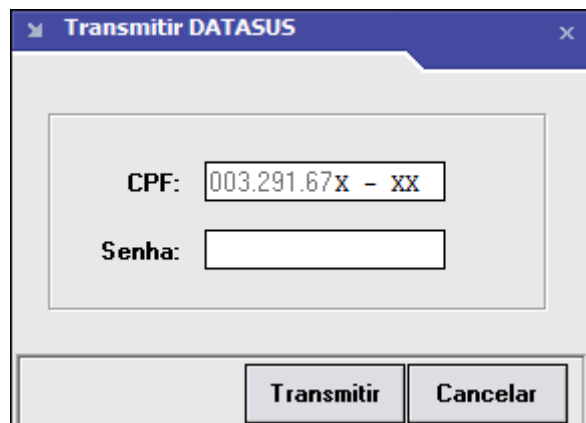 Transmitir DATASUS
CPF: 003.291.67X - XX
Senha:
Transmitir Cancelar